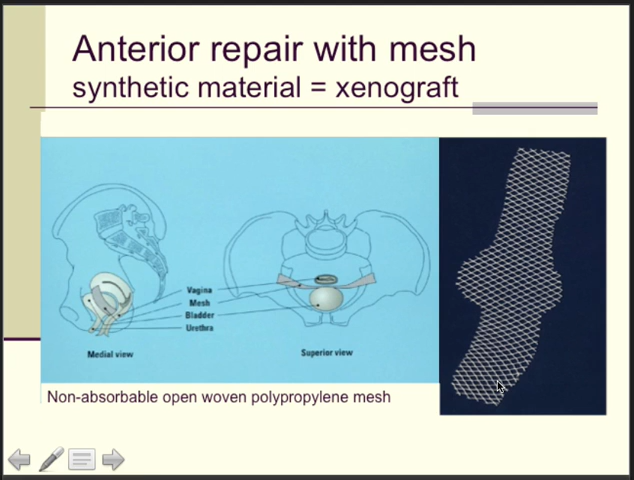 Anterior repair with mesh
synthetic material = xenograft
Vagina
Mesh
Bladder
Urethra
Medial view
Superior view
Non-absorbable open woven polypropylene mesh